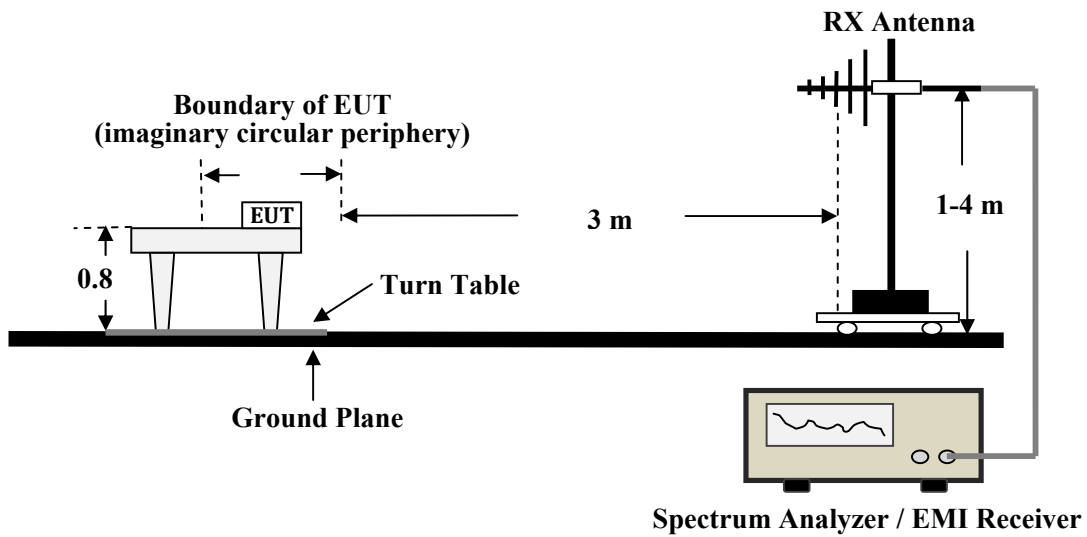 RX Antenna
Boundary of EUT
(imaginary circular periphery)
EUT
3 m
1-4 m
0.8
Turn Table
Ground Plane
Spectrum Analyzer / EMI Receiver